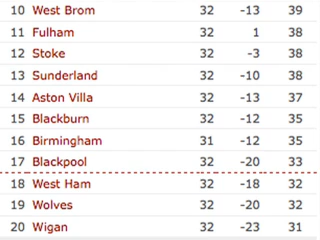 10 West Brom 32 -13 39
11 Fulham 32 1 38
12 Stoke 32 -3 38
13 Sunderland 32 -10 38
14 Aston Villa 32 -13 37
15 Blackburn 32 -12 35
16 Birmingham 31 -12 35
17 Blackpool 32 -20 33
18 West Ham 32 -18 32
19 Wolves 32 -20 32
20 Wigan 32 -23 31